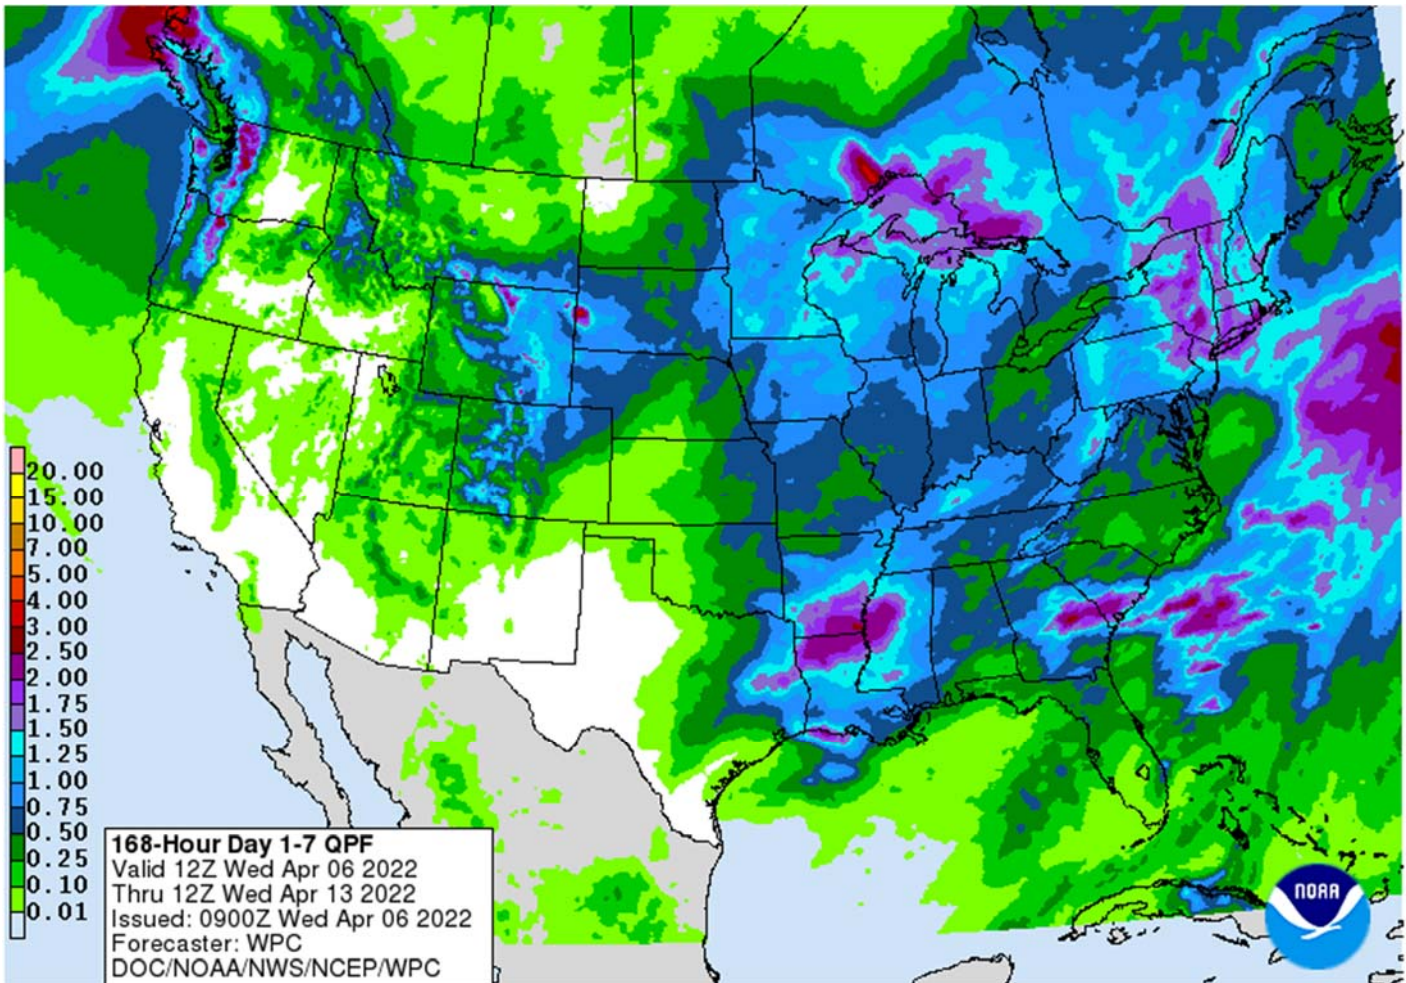 20.00
15.00
10.00
7.00
5.00
4.00
3.00
2.50
2.00
1.75
1.50
1.25
1.00
0.75
0.50
0.25
0.10
0.01
168-Hour Day 1-7 QPF
Valid 12Z Wed Apr 06 2022
Thru 12Z Wed Apr 13 2022
Issued: 0900Z Wed Apr 06 2022
Forecaster: WPC
DOC/NOAA/NWS/NCEP/WPC
NOAA